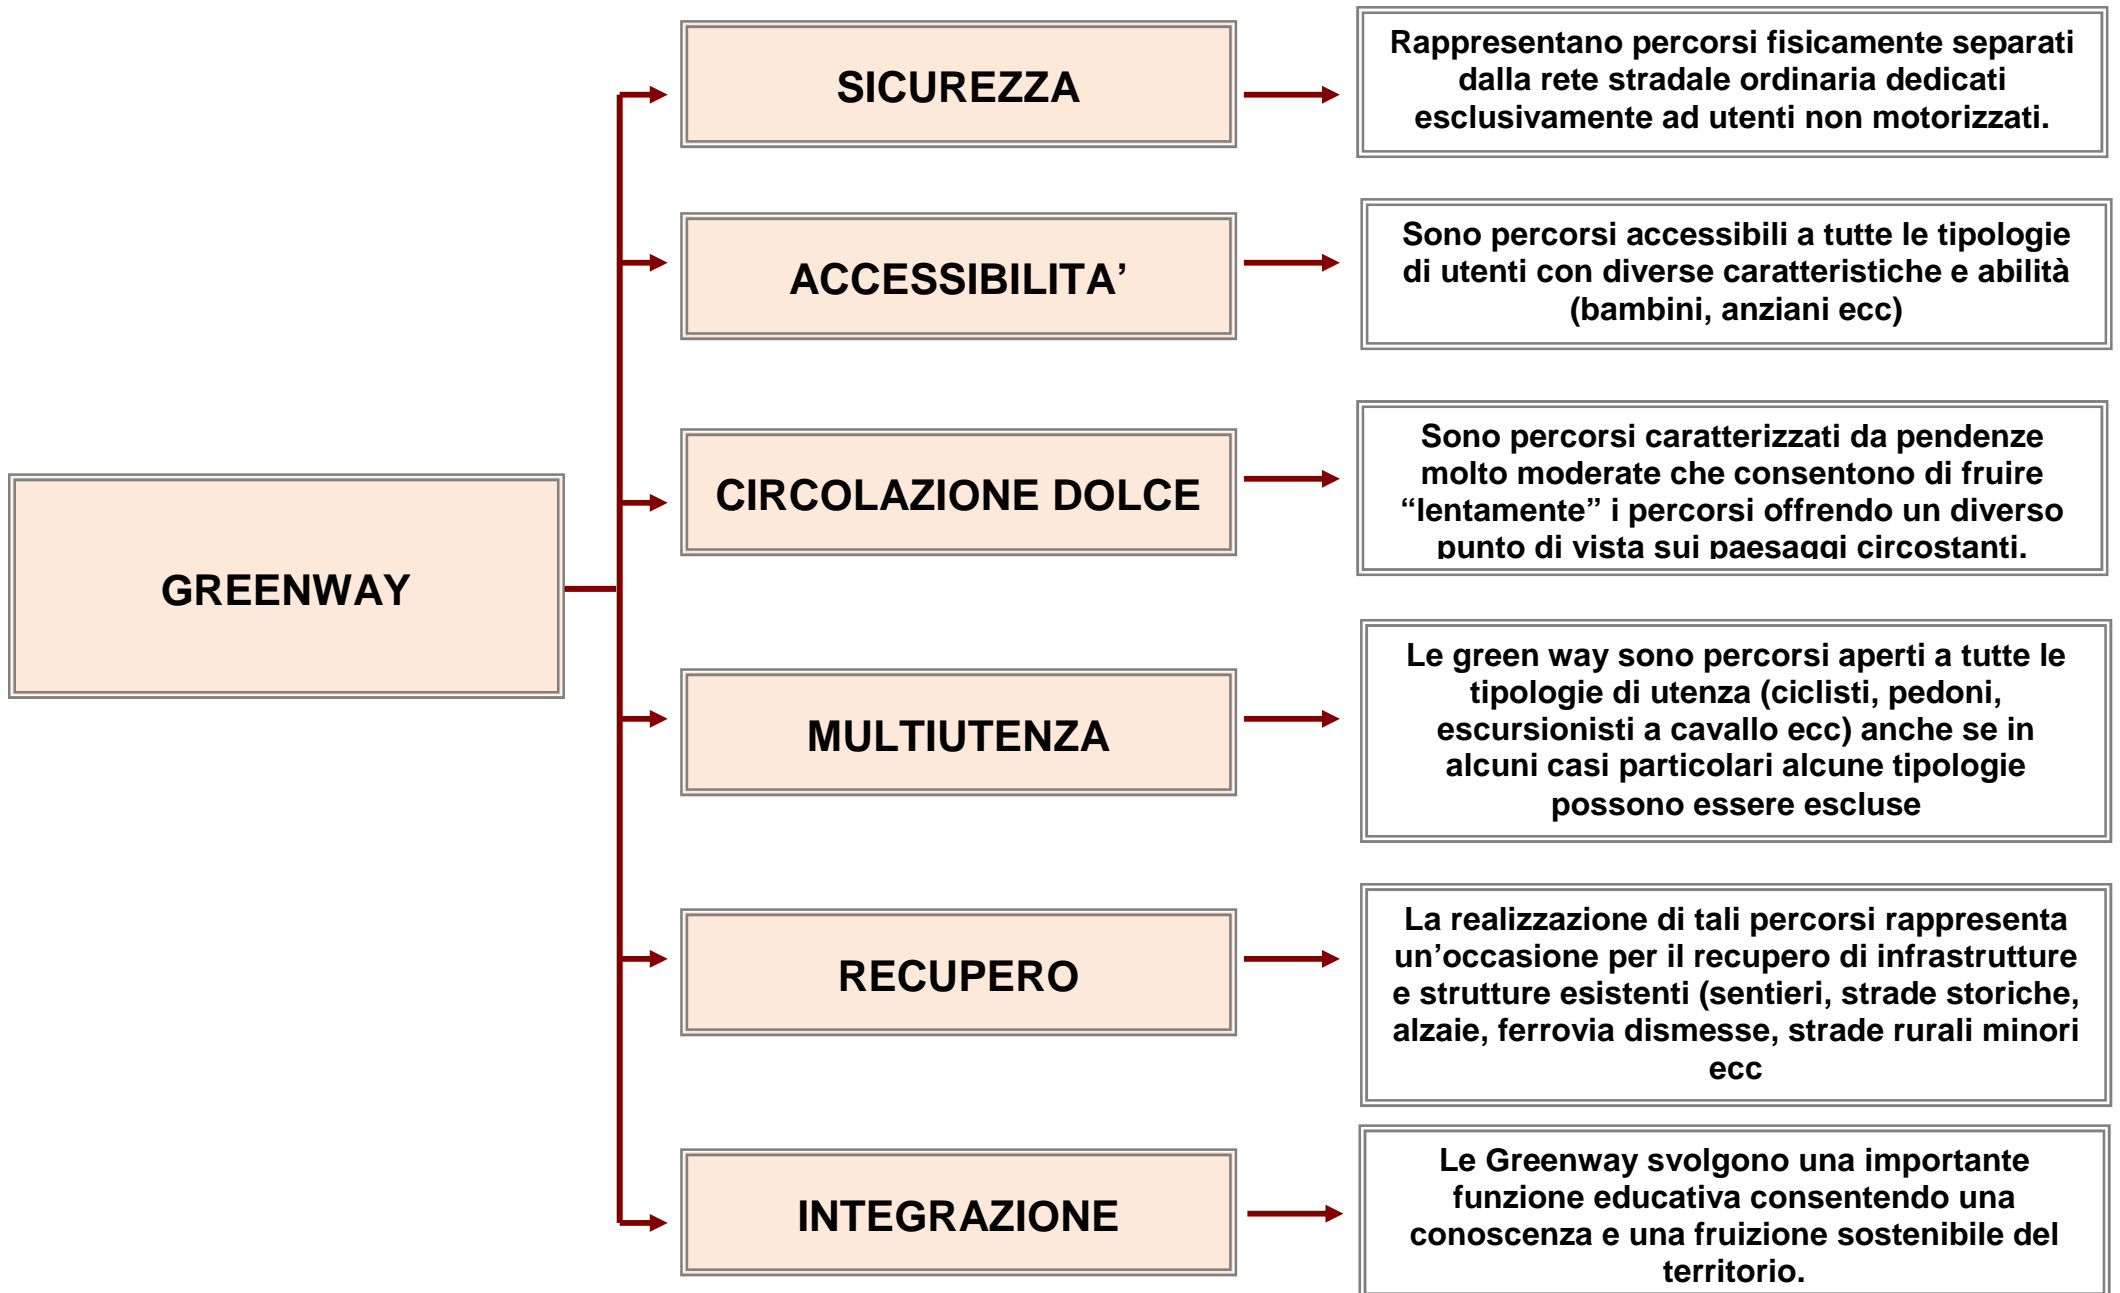 GREENWAY
SICUREZZA
Rappresentano percorsi fisicamente separati
dalla rete stradale ordinaria dedicati
esclusivamente ad utenti non motorizzati.
ACCESSIBILITA’
Sono percorsi accessibili a tutte le tipologie
di utenti con diverse caratteristiche e abilità
(bambini, anziani ecc)
CIRCOLAZIONE DOLCE
Sono percorsi caratterizzati da pendenze
molto moderate che consentono di fruire
“lentamente” i percorsi offrendo un diverso
punto di vista sui paesaggi circostanti.
MULTIUTENZA
Le green way sono percorsi aperti a tutte le
tipologie di utenza (ciclisti, pedoni,
escursionisti a cavallo ecc) anche se in
alcuni casi particolari alcune tipologie
possono essere escluse
RECUPERO
La realizzazione di tali percorsi rappresenta
un’occasione per il recupero di infrastrutture
e strutture esistenti (sentieri, strade storiche,
alzaie, ferrovia dismesse, strade rurali minori
ecc
INTEGRAZIONE
Le Greenway svolgono una importante
funzione educativa consentendo una
conoscenza e una fruizione sostenibile del
territorio.